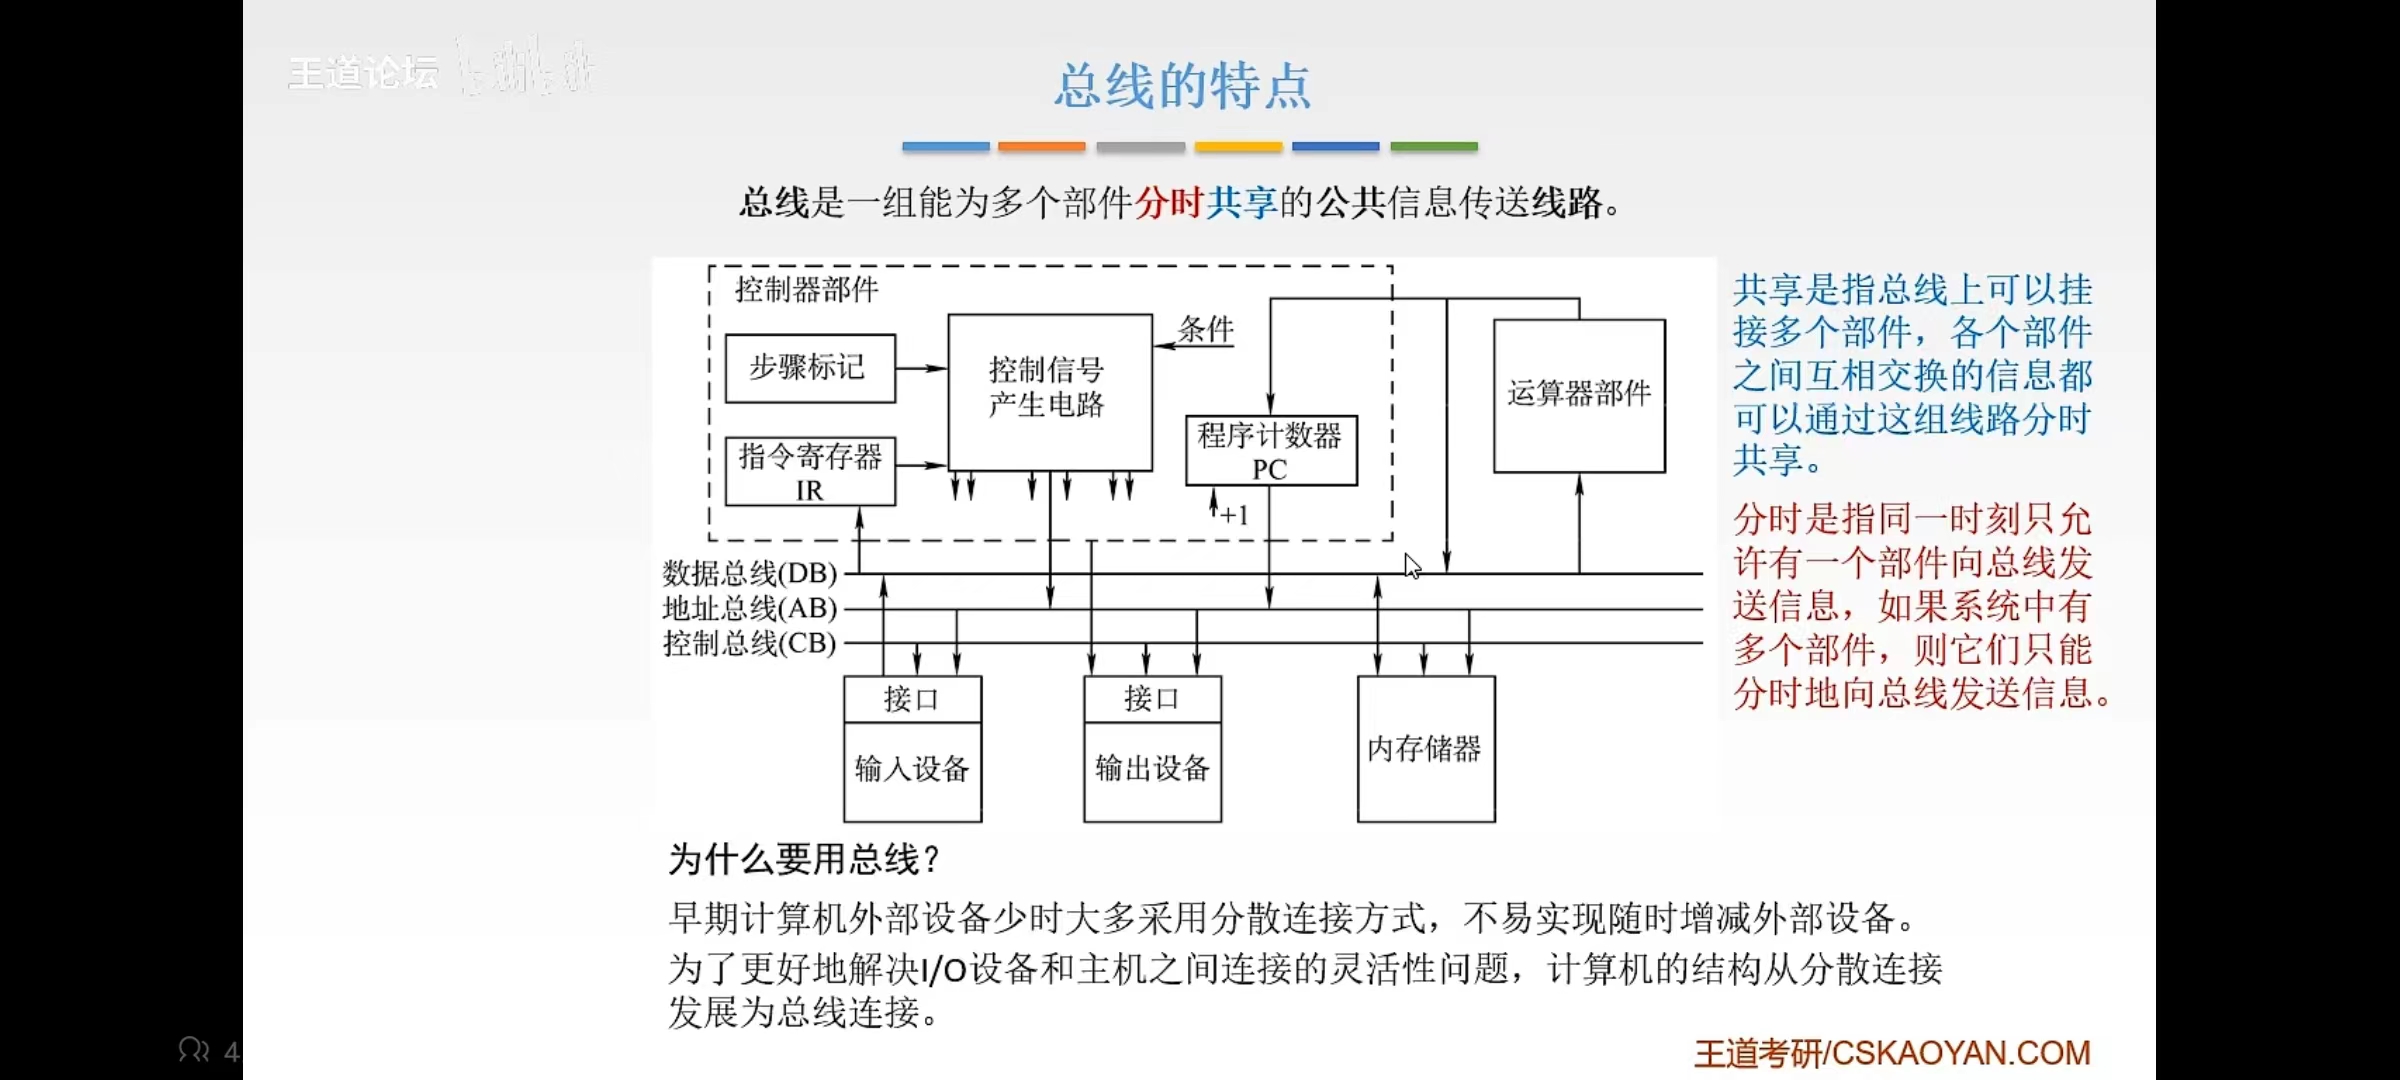 王道论坛
总线的特点
总线是一组能为多个部件分时共享的公共信息传送线路。
控制器部件
步骤标记
控制信号
产生电路
条件
指令寄存器
IR
程序计数器
PC
+1
运算器部件
数据总线(DB)
地址总线(AB)
控制总线(CB)
接口
输入设备
接口
输出设备
内存储器
共享是指总线上可以挂
接多个部件，各个部件
之间互相交换的信息都
可以通过这组线路分时
共享。
分时是指同一时刻只允
许有一个部件向总线发
送信息，如果系统中有
多个部件，则它们只能
分时地向总线发送信息。
为什么要用总线？
早期计算机外部设备少时大多采用分散连接方式，不易实现随时增减外部设备。
为了更好地解决I/O设备和主机之间连接的灵活性问题，计算机的结构从分散连接
发展为总线连接。
4
王道考研/CSKAOYAN.COM